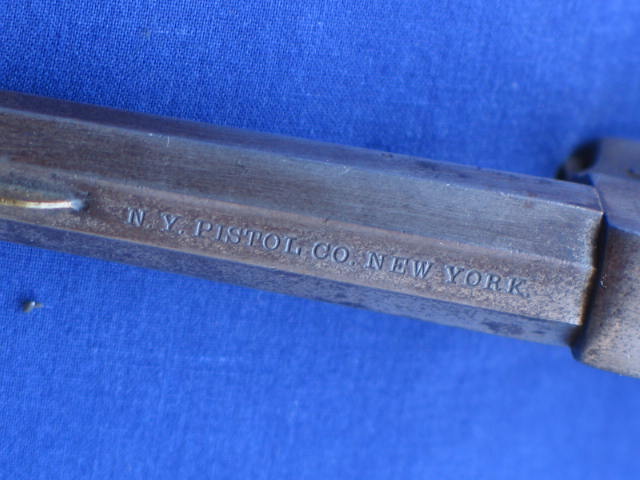 N. Y. PISTOL CO. NEW YORK.